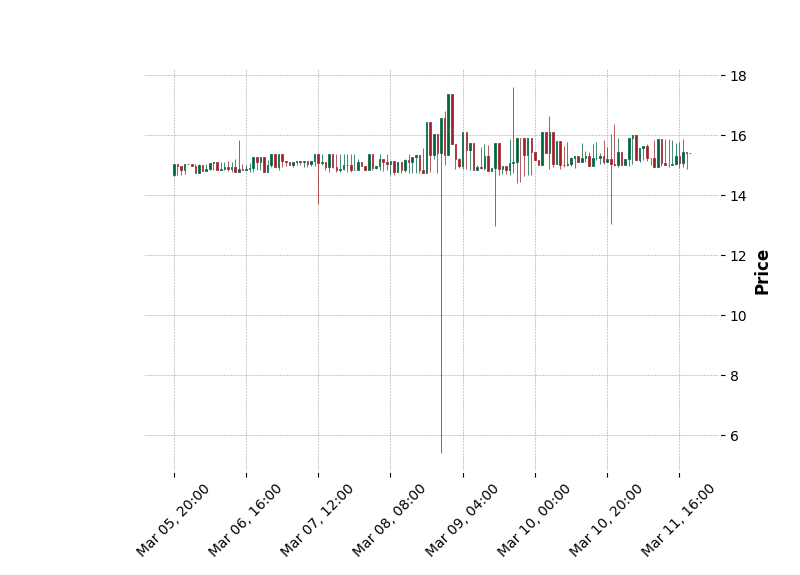 18
16
14
12
10
8
6
Price
Mar 05, 20:00
Mar 06, 16:00
Mar 07, 12:00
Mar 08, 08:00
Mar 09, 04:00
Mar 10, 00:00
Mar 10, 20:00
Mar 11, 16:00